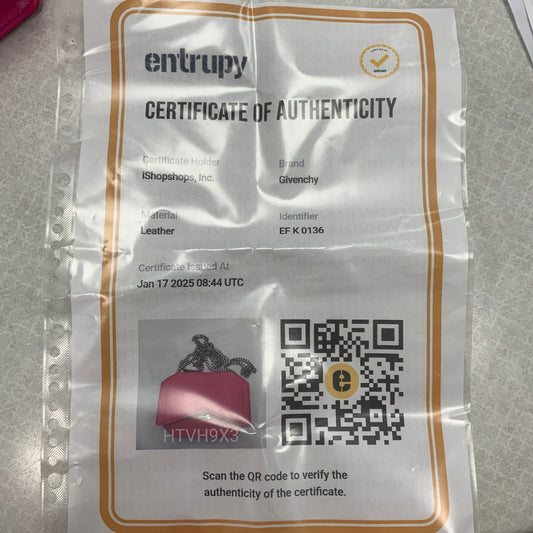 entrupy
CERTIFICATE OF AUTHENTICITY
Certificate Holder
iShopshops, Inc.
Brand
Givenchy
Material
Leather
Identifier
EF K 0136
Certificate Issued At
Jan 17 2025 08:44 UTC
HTVH9X3
e
Scan the QR code to verify the
authenticity of the certificate.